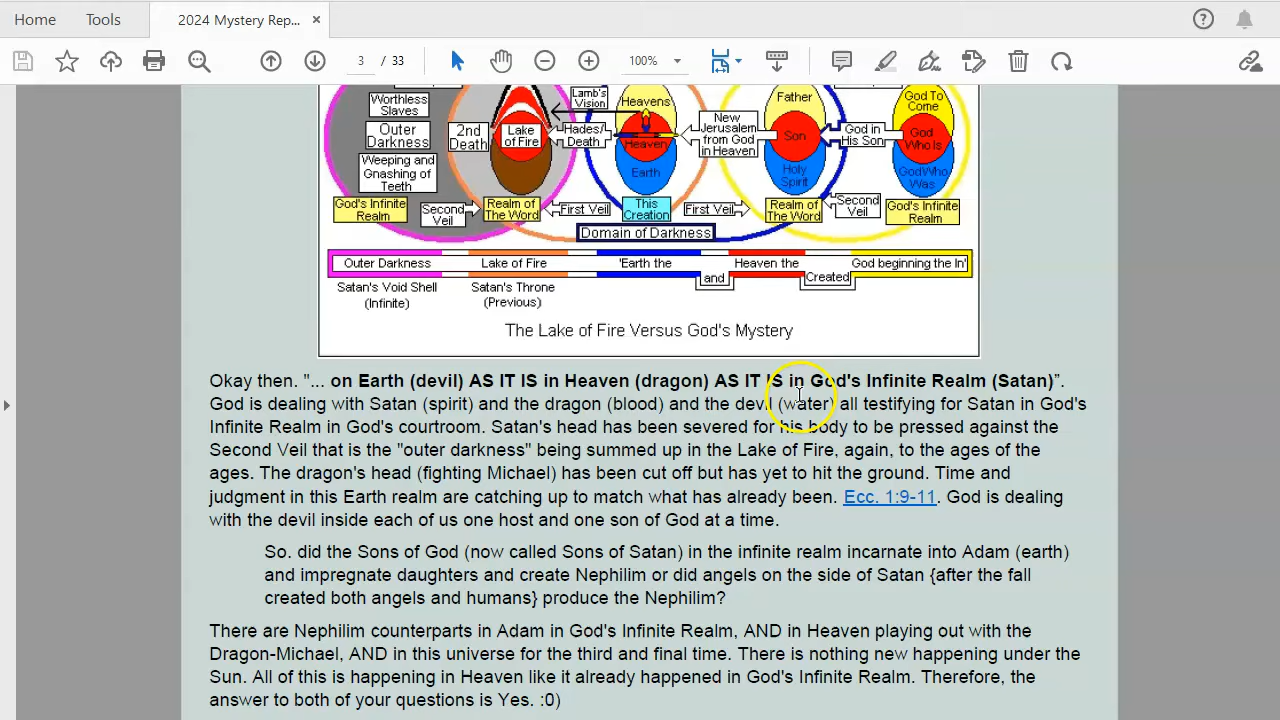 Home Tools 2024 Mystery Rep... ×
3 / 33 100%
Worthless Slaves
Outer Darkness
Weeping and Gnashing of Teeth
God's Infinite Realm
2nd Death
Lake of Fire
Second Veil
Realm of The Word
Hades/ Death
First Veil
Lamb's Vision
Heavens
Heaven
Earth
This Creation
Domain of Darkness
New Jerusalem from God in Heaven
First Veil
Father
Son
Holy Spirit
Realm of The Word
God in His Son
Second Veil
God To Come
God Who Is
God Who Was
God's Infinite Realm
Outer Darkness Lake of Fire 'Earth the and Heaven the Created God beginning the In'
Satan's Void Shell (Infinite)
Satan's Throne (Previous)
The Lake of Fire Versus God's Mystery
Okay then. "... on Earth (devil) AS IT IS in Heaven (dragon) AS IT IS in God's Infinite Realm (Satan)".
God is dealing with Satan (spirit) and the dragon (blood) and the devil (water) all testifying for Satan in God's
Infinite Realm in God's courtroom. Satan's head has been severed for his body to be pressed against the
Second Veil that is the "outer darkness" being summed up in the Lake of Fire, again, to the ages of the
ages. The dragon's head (fighting Michael) has been cut off but has yet to hit the ground. Time and
judgment in this Earth realm are catching up to match what has already been. Ecc. 1:9-11. God is dealing
with the devil inside each of us one host and one son of God at a time.
So. did the Sons of God (now called Sons of Satan) in the infinite realm incarnate into Adam (earth)
and impregnate daughters and create Nephilim or did angels on the side of Satan {after the fall
created both angels and humans} produce the Nephilim?
There are Nephilim counterparts in Adam in God's Infinite Realm, AND in Heaven playing out with the
Dragon-Michael, AND in this universe for the third and final time. There is nothing new happening under the
Sun. All of this is happening in Heaven like it already happened in God's Infinite Realm. Therefore, the
answer to both of your questions is Yes. :0)